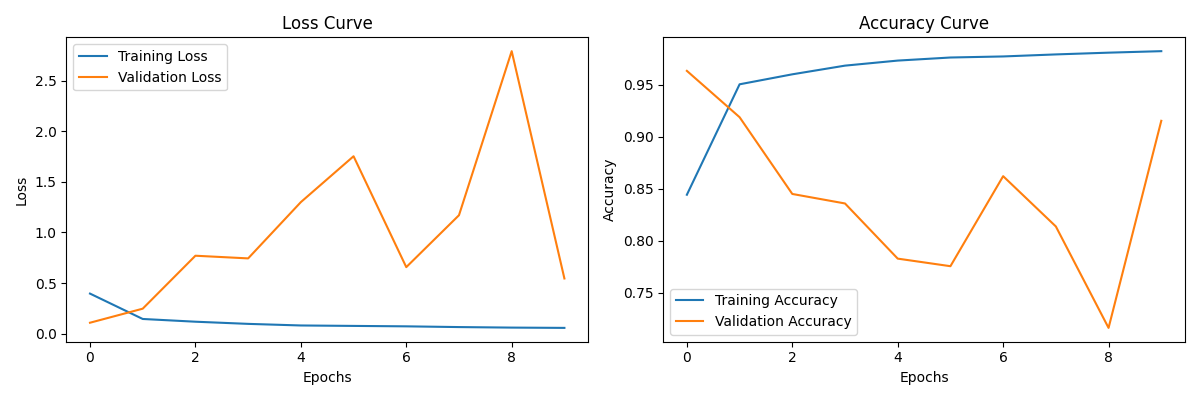 Loss Curve
Training Loss
Validation Loss
2.5
2.0
1.5
1.0
0.5
0.0
Loss
0 2 4 6 8
Epochs
Accuracy Curve
0.95
0.90
0.85
0.80
0.75
Accuracy
Training Accuracy
Validation Accuracy
0 2 4 6 8
Epochs